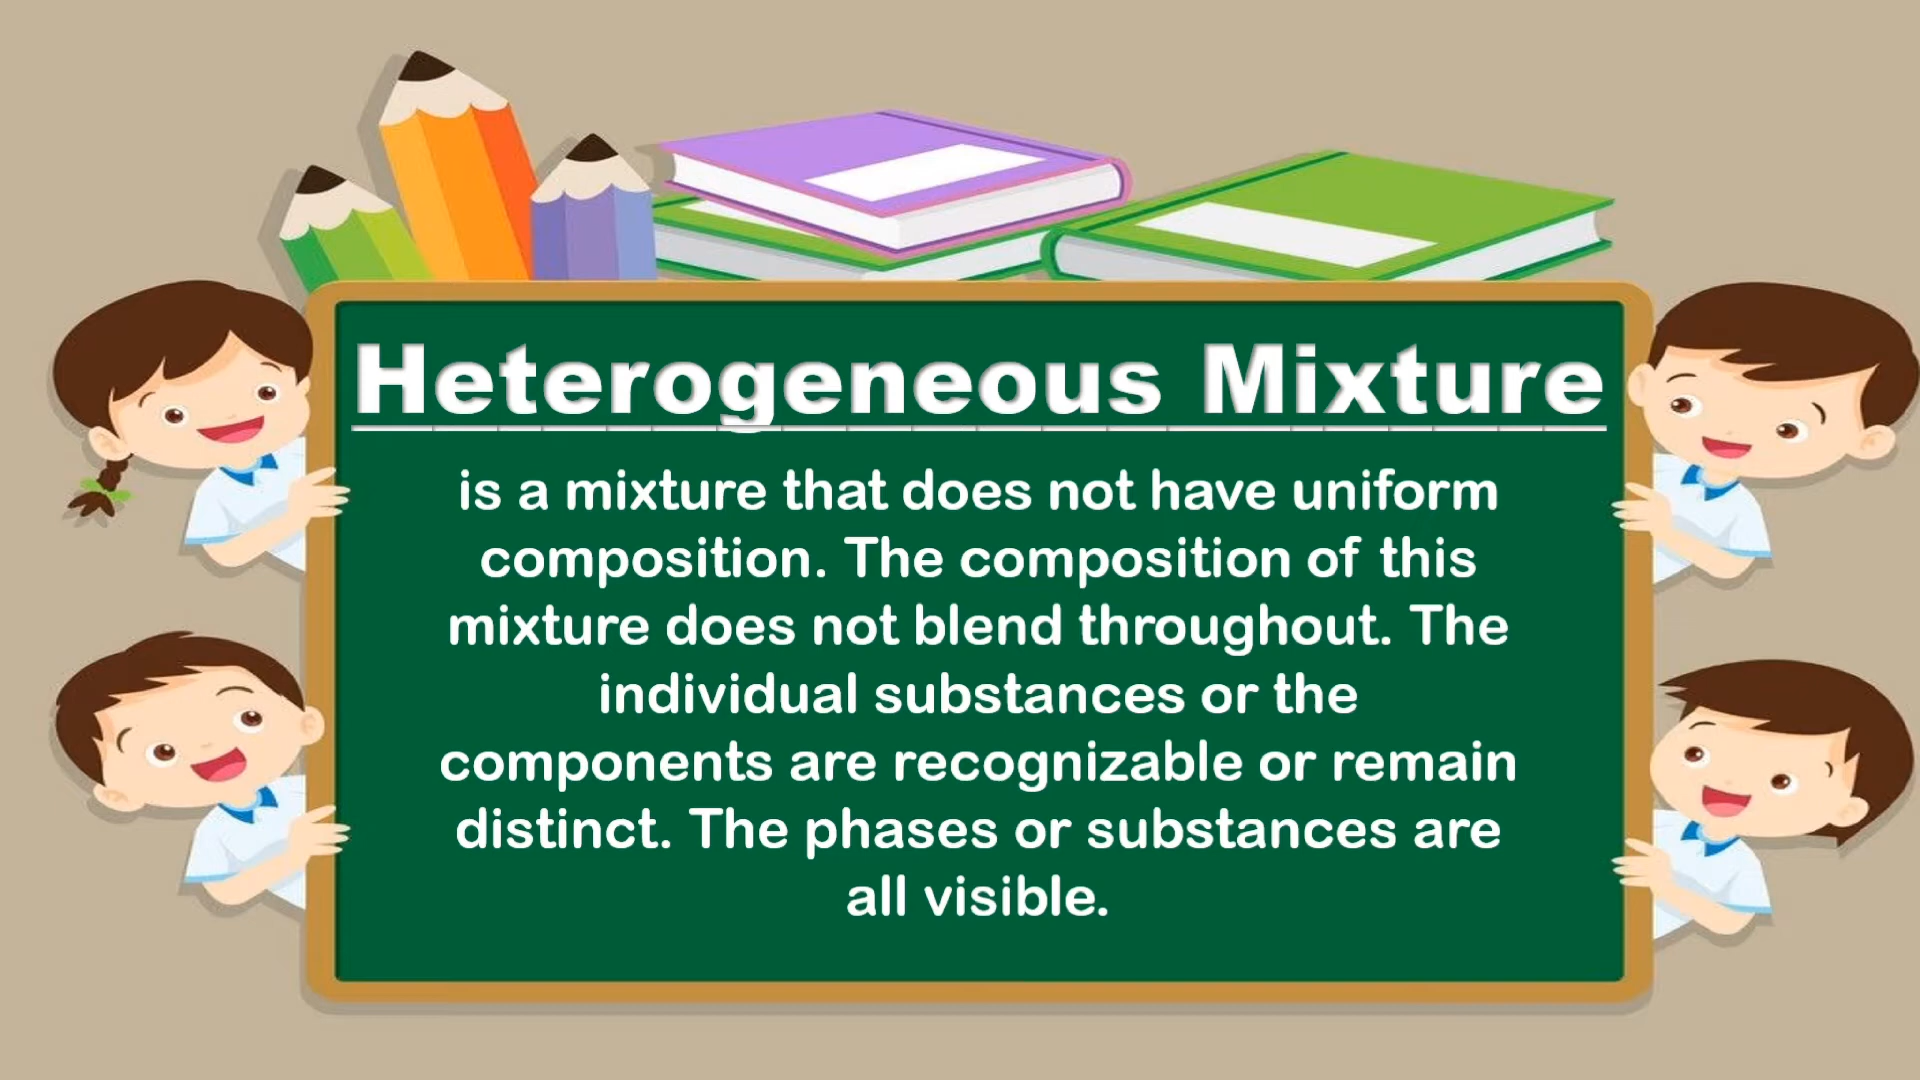 Heterogeneous Mixture
is a mixture that does not have uniform
composition. The composition of this
mixture does not blend throughout. The
individual substances or the
components are recognizable or remain
distinct. The phases or substances are
all visible.